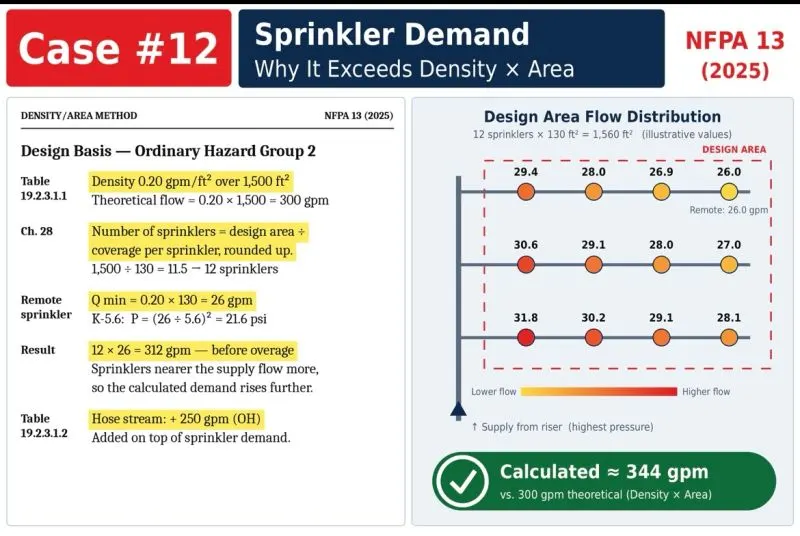 Case #12
Sprinkler Demand
Why It Exceeds Density × Area
NFPA 13
(2025)
DENSITY/AREA METHOD
NFPA 13 (2025)
Design Basis — Ordinary Hazard Group 2
Table
19.2.3.1.1
Density 0.20 gpm/ft² over 1,500 ft²
Theoretical flow = 0.20 × 1,500 = 300 gpm
Ch. 28
Number of sprinklers = design area ÷
coverage per sprinkler, rounded up.
1,500 ÷ 130 = 11.5 → 12 sprinklers
Remote
sprinkler
Q min = 0.20 × 130 = 26 gpm
K-5.6: P = (26 ÷ 5.6)² = 21.6 psi
Result
12 × 26 = 312 gpm — before overage
Sprinklers nearer the supply flow more,
so the calculated demand rises further.
Table
19.2.3.1.2
Hose stream: + 250 gpm (OH)
Added on top of sprinkler demand.
Design Area Flow Distribution
12 sprinklers × 130 ft² = 1,560 ft² (illustrative values)
DESIGN AREA
29.4 28.0 26.9 26.0
Remote: 26.0 gpm
30.6 29.1 28.0 27.0
31.8 30.2 29.1 28.1
Lower flow
Higher flow
↑ Supply from riser (highest pressure)
Calculated ≈ 344 gpm
vs. 300 gpm theoretical (Density × Area)